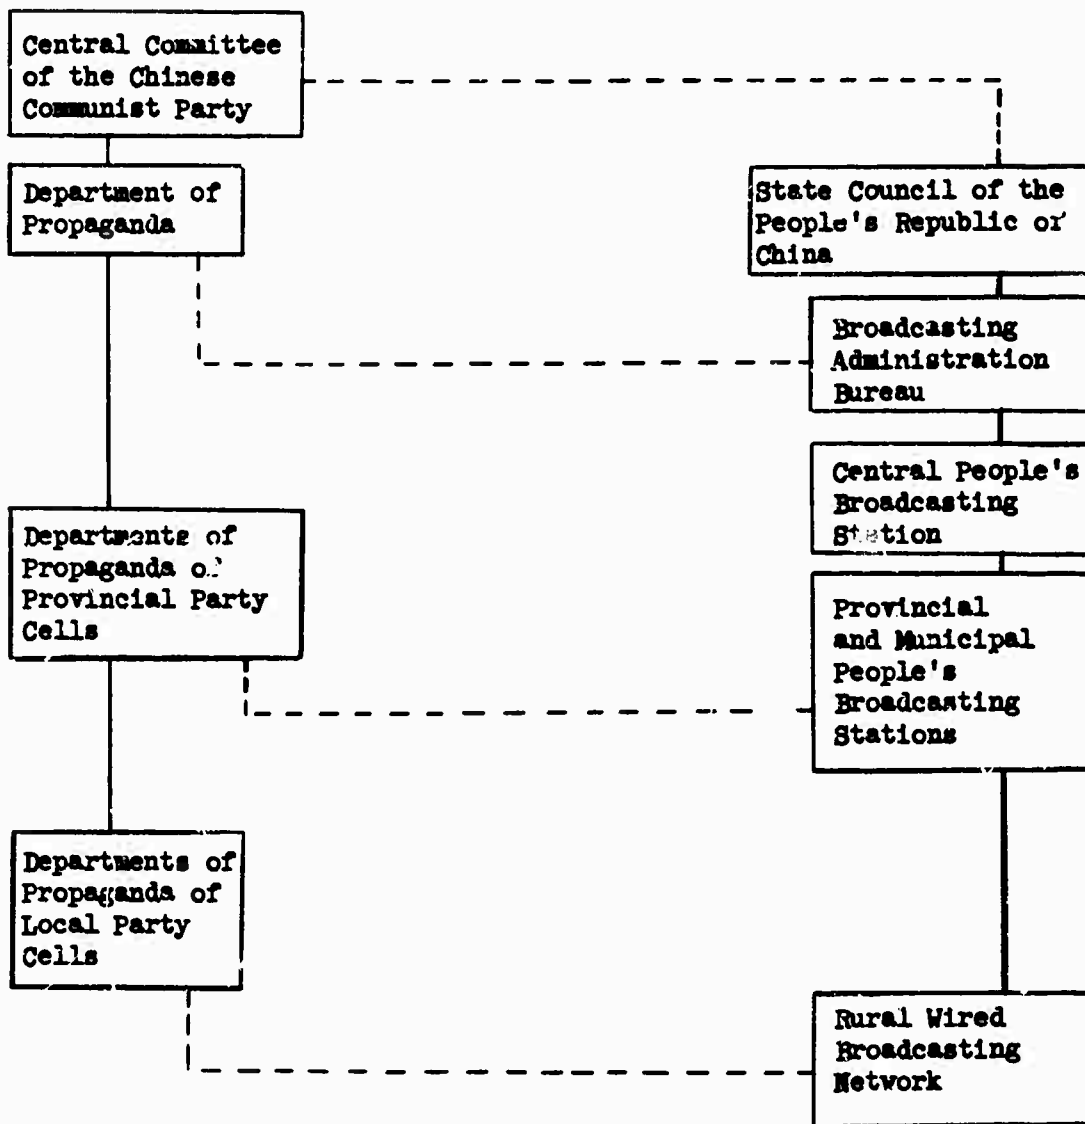 Central Committee
of the Chinese
Communist Party
Department of
Propaganda
State Council of the
People's Republic or
China
Broadcasting
Administration
Bureau
Central People's
Broadcasting
Station
Departments of
Propaganda of
Provincial Party
Cells
Provincial
and Municipal
People's
Broadcasting
Stations
Departments of
Propaganda of
Local Party
Cells
Rural Wired
Broadcasting
Network